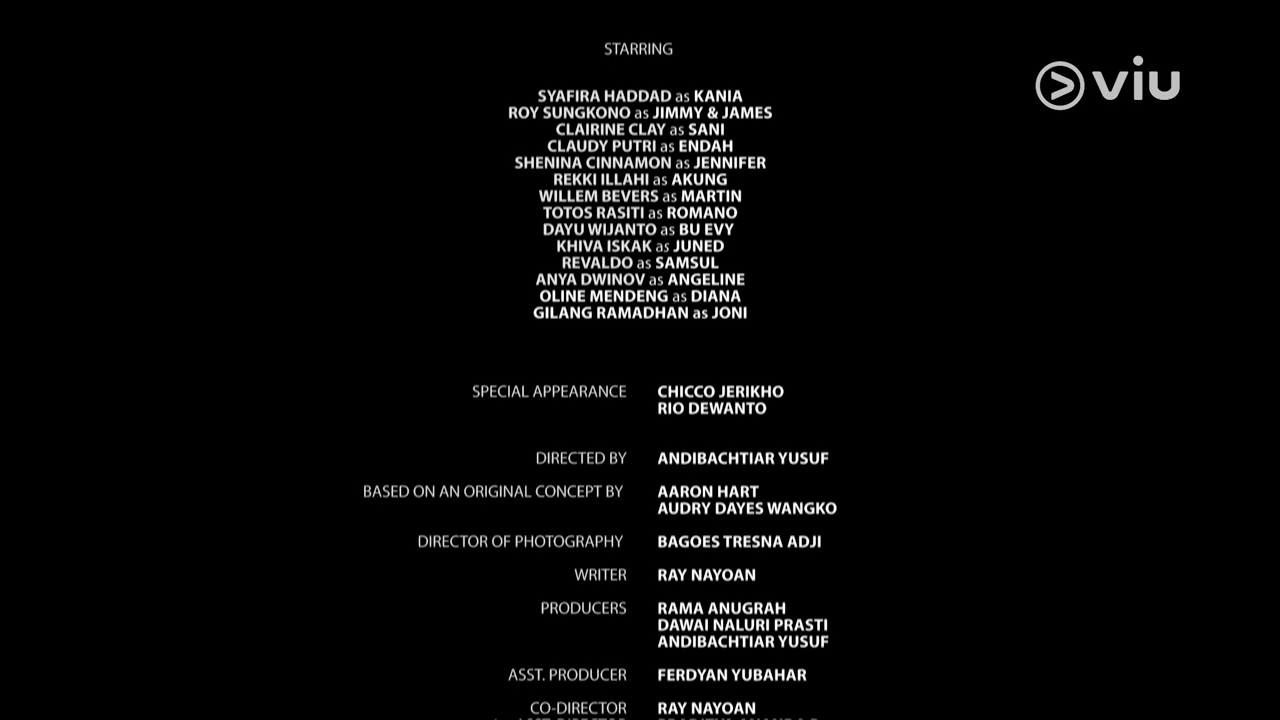 STARRING
viu
SYAFIRA HADDAD as KANIA
ROY SUNGKONO as JIMMY & JAMES
CLAIRINE CLAY as SANI
CLAUDY PUTRI as ENDAH
SHENINA CINNAMON as JENNIFER
REKKI ILLAHI as AKUNG
WILLEM BEVERS as MARTIN
TOTOS RASITI as ROMANO
DAYU WIJANTO as BU EVY
KHIVA ISKAK as JUNED
REVALDO as SAMSUL
ANYA DWINOV as ANGELINE
OLINE MENDENG as DIANA
GILANG RAMADHAN as JONI
SPECIAL APPEARANCE CHICCO JERIKHO
RIO DEWANTO
DIRECTED BY ANDIBACHTIAR YUSUF
BASED ON AN ORIGINAL CONCEPT BY AARON HART
AUDRY DAYES WANGKO
DIRECTOR OF PHOTOGRAPHY BAGOES TRESNA ADJI
WRITER RAY NAYOAN
PRODUCERS RAMA ANUGRAH
DAWAI NALURI PRASTI
ANDIBACHTIAR YUSUF
ASST. PRODUCER FERDYAN YUBAHAR
CO-DIRECTOR RAY NAYOAN